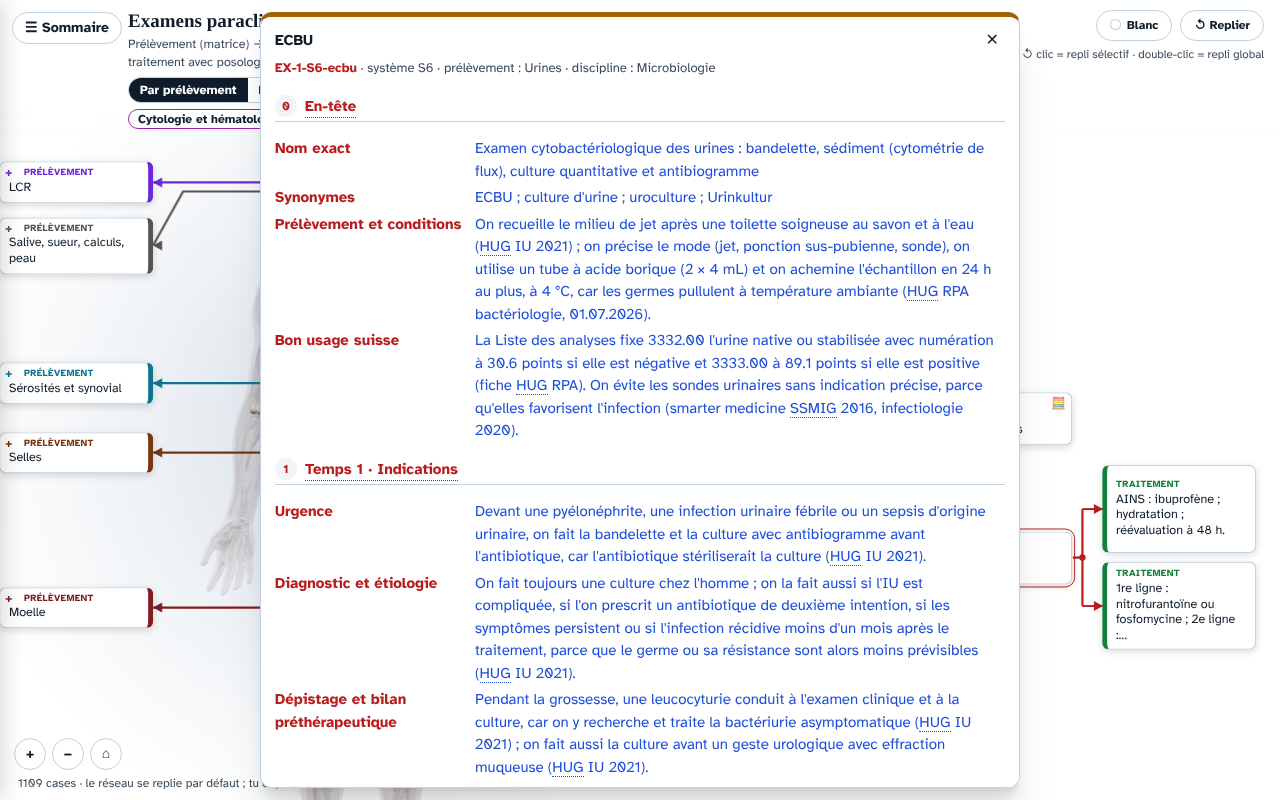 ☰ Sommaire
Examens paracli
Prélèvement (matrice) →
traitement avec posolog
Par prélèvement
Cytologie et hématolo
Blanc
↺ Replier
↺ clic = repli sélectif · double-clic = repli global
+ PRÉLÈVEMENT
LCR
+ PRÉLÈVEMENT
Salive, sueur, calculs,
peau
+ PRÉLÈVEMENT
Sérosités et synovial
+ PRÉLÈVEMENT
Selles
+ PRÉLÈVEMENT
Moelle
ECBU
✕
EX-1-S6-ecbu · système S6 · prélèvement : Urines · discipline : Microbiologie
0 En-tête
Nom exact
Examen cytobactériologique des urines : bandelette, sédiment (cytométrie de
flux), culture quantitative et antibiogramme
Synonymes
ECBU ; culture d'urine ; uroculture ; Urinkultur
Prélèvement et conditions
On recueille le milieu de jet après une toilette soigneuse au savon et à l'eau
(HUG IU 2021) ; on précise le mode (jet, ponction sus-pubienne, sonde), on
utilise un tube à acide borique (2 × 4 mL) et on achemine l'échantillon en 24 h
au plus, à 4 °C, car les germes pullulent à température ambiante (HUG RPA
bactériologie, 01.07.2026).
Bon usage suisse
La Liste des analyses fixe 3332.00 l'urine native ou stabilisée avec numération
à 30.6 points si elle est négative et 3333.00 à 89.1 points si elle est positive
(fiche HUG RPA). On évite les sondes urinaires sans indication précise, parce
qu'elles favorisent l'infection (smarter medicine SSMIG 2016, infectiologie
2020).
1 Temps 1 · Indications
Urgence
Devant une pyélonéphrite, une infection urinaire fébrile ou un sepsis d'origine
urinaire, on fait la bandelette et la culture avec antibiogramme avant
l'antibiotique, car l'antibiotique stériliserait la culture (HUG IU 2021).
Diagnostic et étiologie
On fait toujours une culture chez l'homme ; on la fait aussi si l'IU est
compliquée, si l'on prescrit un antibiotique de deuxième intention, si les
symptômes persistent ou si l'infection récidive moins d'un mois après le
traitement, parce que le germe ou sa résistance sont alors moins prévisibles
(HUG IU 2021).
Dépistage et bilan
préthérapeutique
Pendant la grossesse, une leucocyturie conduit à l'examen clinique et à la
culture, car on y recherche et traite la bactériurie asymptomatique (HUG IU
2021) ; on fait aussi la culture avant un geste urologique avec effraction
muqueuse (HUG IU 2021).
TRAITEMENT
AINS : ibuprofène ;
hydratation ;
réévaluation à 48 h.
TRAITEMENT
1re ligne :
nitrofurantoïne ou
fosfomycine ; 2e ligne
:...
+
−
⌂
1109 cases · le réseau se replie par défaut ; tu